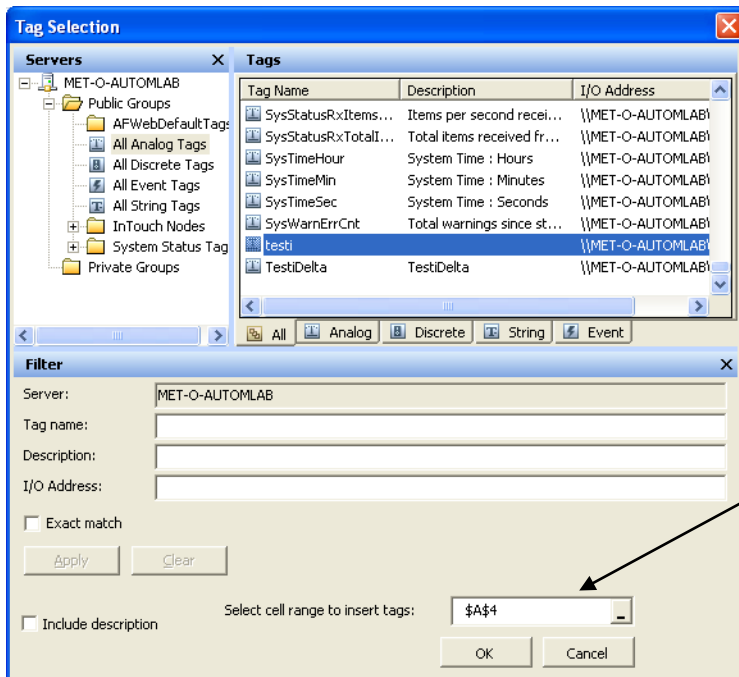 Tag Selection
Servers
MET-O-AUTOMLAB
Public Groups
AFWebDefaultTags
All Analog Tags
All Discrete Tags
All Event Tags
All String Tags
InTouch Nodes
System Status Tag
Private Groups
Tags
Tag Name Description I/O Address
SysStatusRxItems... Items per second recei... \\MET-O-AUTOMLAB\
SysStatusRxTotalI... Total items received fr... \\MET-O-AUTOMLAB\
SysTimeHour System Time : Hours \\MET-O-AUTOMLAB\
SysTimeMin System Time : Minutes \\MET-O-AUTOMLAB\
SysTimeSec System Time : Seconds \\MET-O-AUTOMLAB\
SysWarnErrCnt Total warnings since st... \\MET-O-AUTOMLAB\
testi \\MET-O-AUTOMLAB\
TestiDelta TestiDelta \\MET-O-AUTOMLAB\
All Analog Discrete String Event
Filter
Server: MET-O-AUTOMLAB
Tag name:
Description:
I/O Address:
Exact match
Apply Clear
Include description Select cell range to insert tags: $A$4
OK Cancel